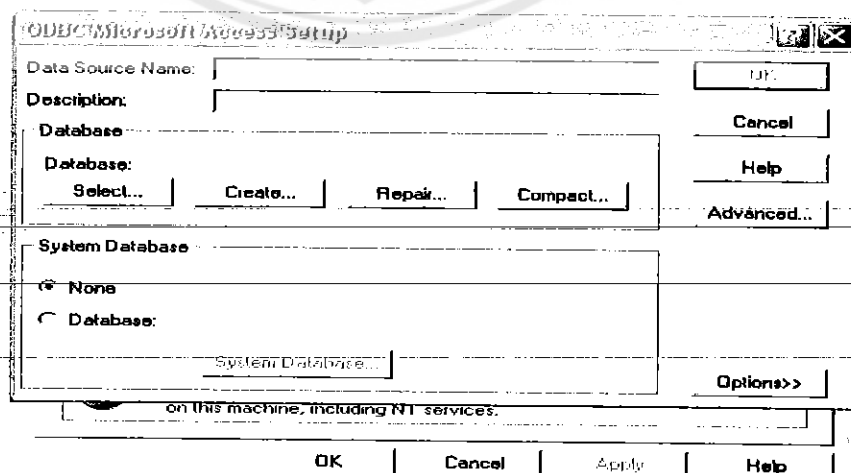 ODBC Microsoft Access Setup
Data Source Name:
OK
Description:
Cancel
Database
Database:
Help
Select... Create... Repair... Compact...
Advanced...
System Database
None
Database:
System Database...
Options>>
on this machine, including NT services.
OK Cancel Apply Help